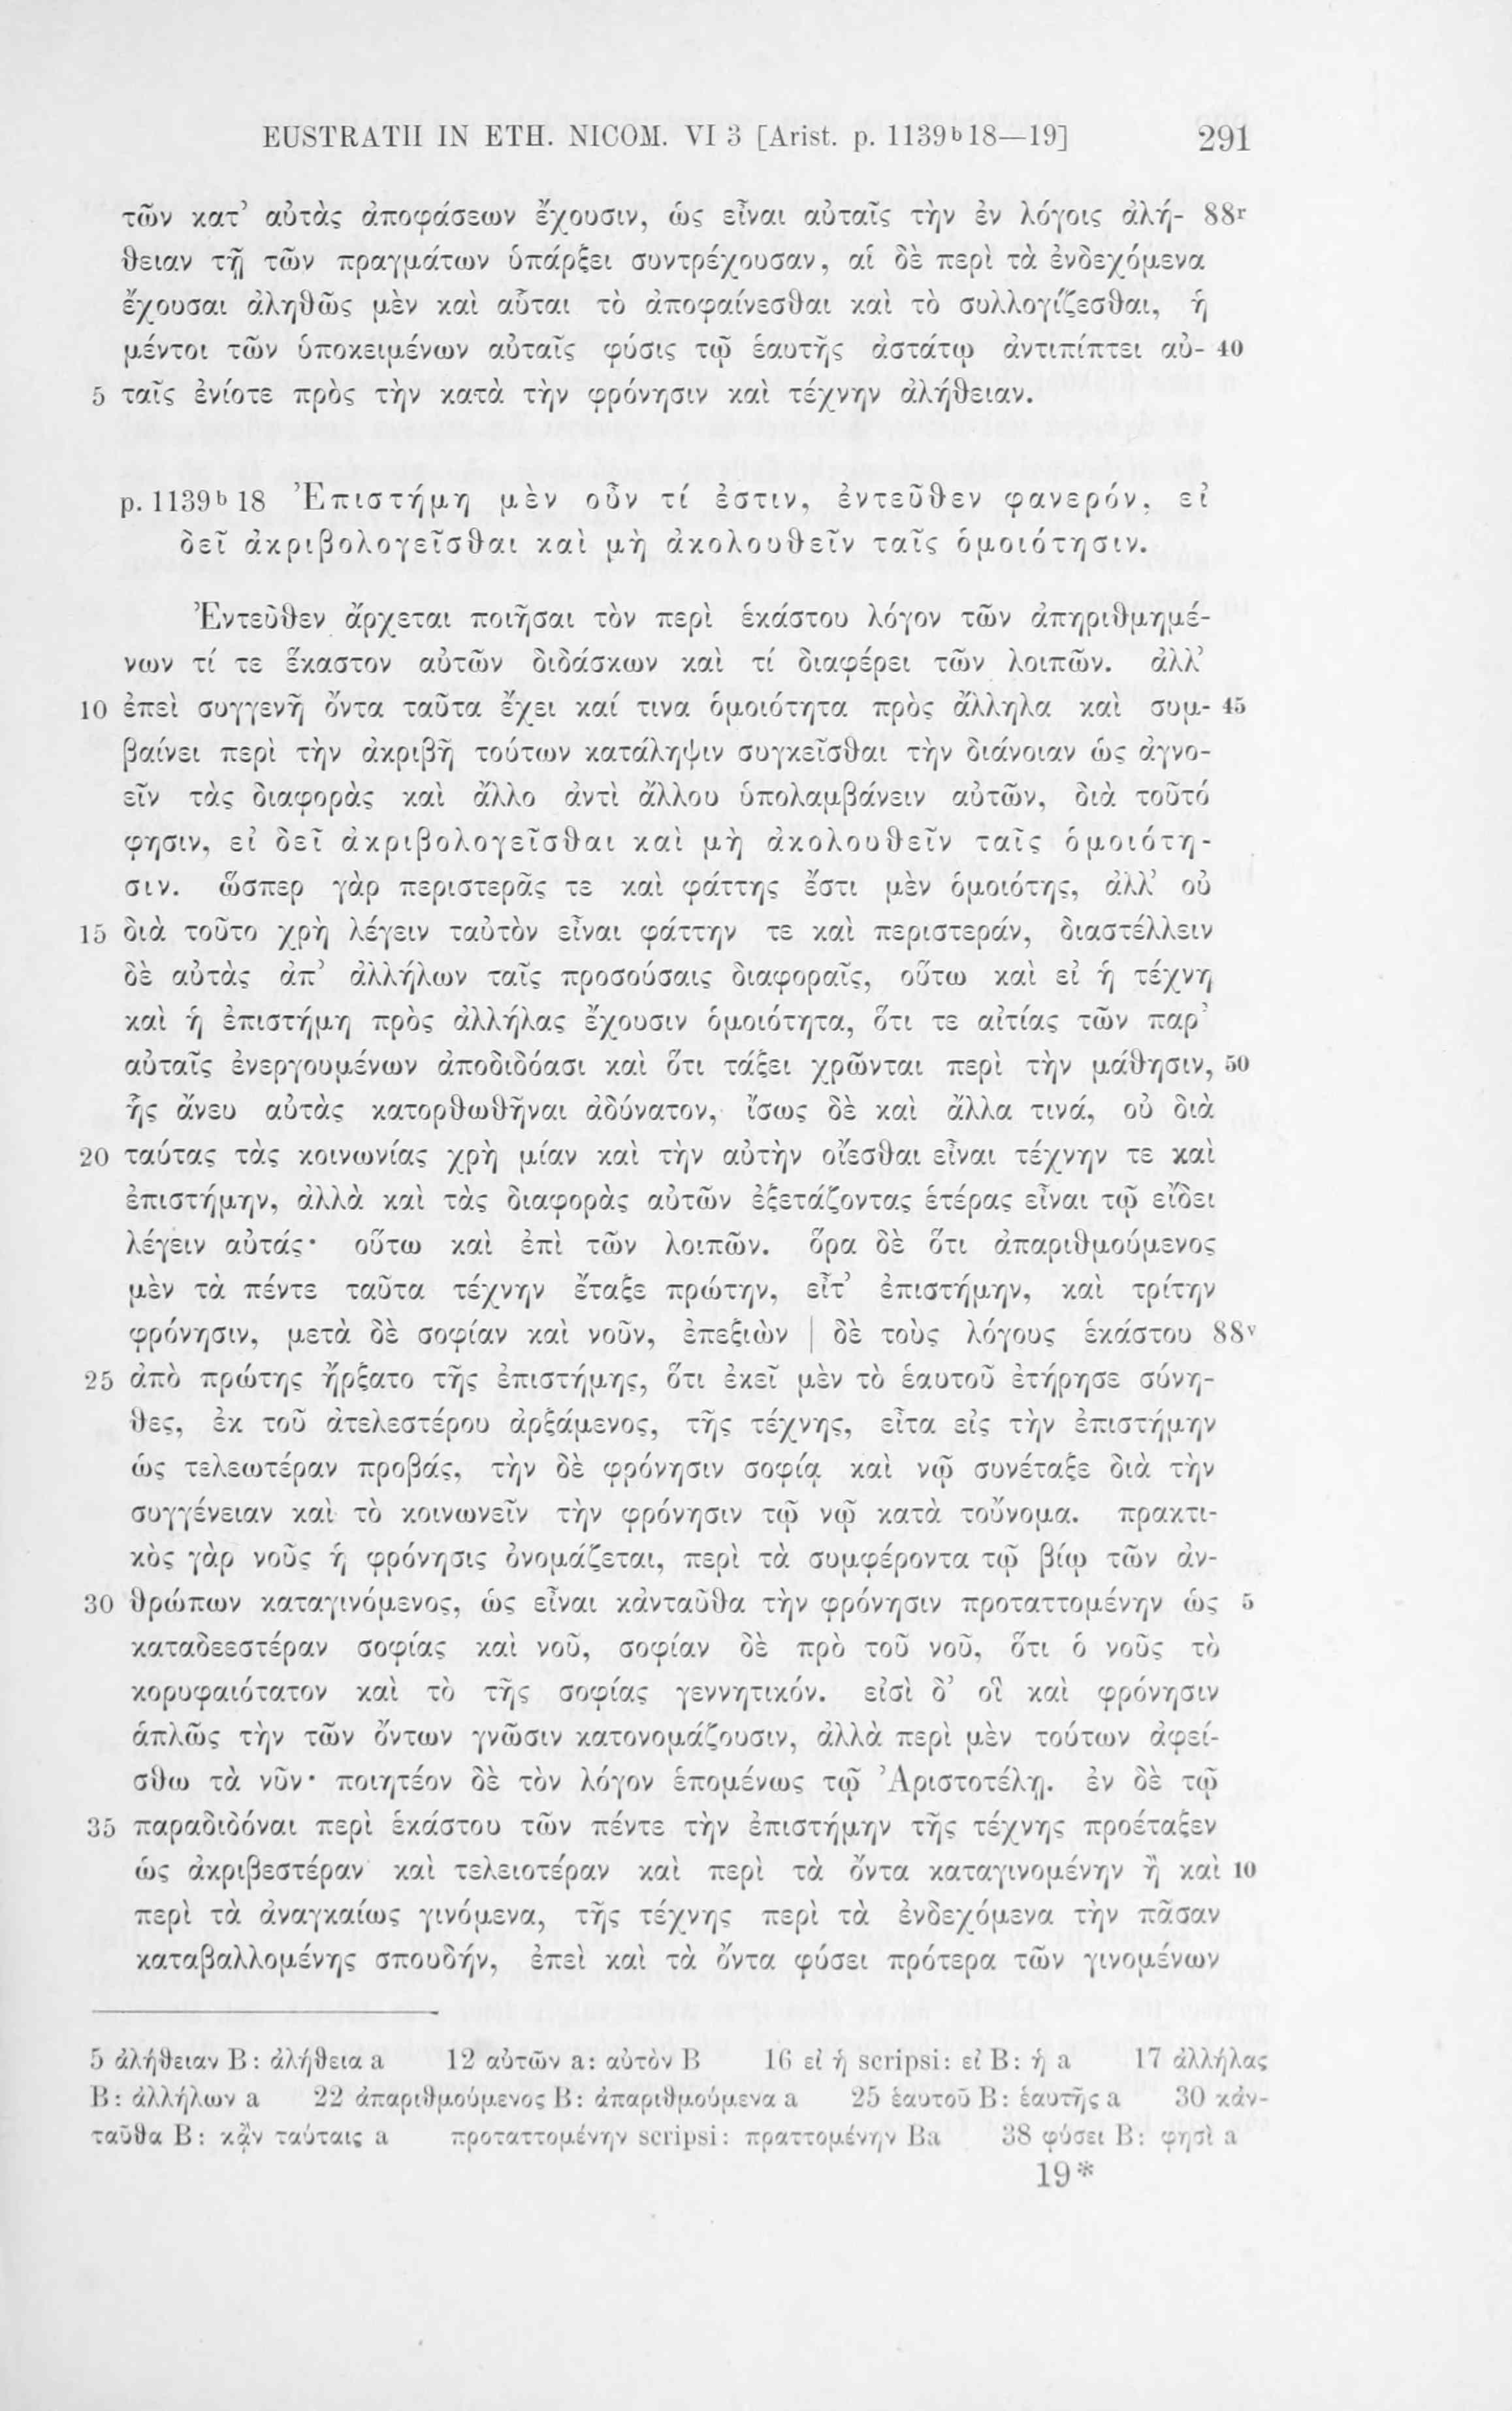 EUSTRATII IN ETH. NICOM. VI 3 [Arist. p. 1139ᵇ18—19] 291
τῶν κατ’ αὐτὰς ἀποφάσεων ἔχουσιν, ὡς εἶναι αὐταῖς τὴν ἐν λόγοις ἀλή- 88ʳ
θειαν τῇ τῶν πραγμάτων ὑπάρξει συντρέχουσαν, αἱ δὲ περὶ τὰ ἐνδεχόμενα
ἔχουσαι ἀληθῶς μὲν καὶ αὗται τὸ ἀποφαίνεσθαι καὶ τὸ συλλογίζεσθαι, ἡ
μέντοι τῶν ὑποκειμένων αὐταῖς φύσις τῷ ἑαυτῆς ἀστάτῳ ἀντιπίπτει αὐ- 40
5 ταῖς ἐνίοτε πρὸς τὴν κατὰ τὴν φρόνησιν καὶ τέχνην ἀλήθειαν.
p. 1139ᵇ 18 Ἐπιστήμη μὲν οὖν τί ἐστιν, ἐντεῦθεν φανερόν, εἰ
δεῖ ἀκριβολογεῖσθαι καὶ μὴ ἀκολουθεῖν ταῖς ὁμοιότησιν.
Ἐντεῦθεν ἄρχεται ποιῆσαι τὸν περὶ ἑκάστου λόγον τῶν ἀπηριθμημέ-
νων τί τε ἕκαστον αὐτῶν διδάσκων καὶ τί διαφέρει τῶν λοιπῶν. ἀλλ’
10 ἐπεὶ συγγενῆ ὄντα ταῦτα ἔχει καί τινα ὁμοιότητα πρὸς ἄλληλα καὶ συμ- 45
βαίνει περὶ τὴν ἀκριβῆ τούτων κατάληψιν συγκεῖσθαι τὴν διάνοιαν ὡς ἀγνο-
εῖν τὰς διαφορὰς καὶ ἄλλο ἀντὶ ἄλλου ὑπολαμβάνειν αὐτῶν, διὰ τοῦτό
φησιν, εἰ δεῖ ἀκριβολογεῖσθαι καὶ μὴ ἀκολουθεῖν ταῖς ὁμοιότη-
σιν. ὥσπερ γὰρ περιστερᾶς τε καὶ φάττης ἔστι μὲν ὁμοιότης, ἀλλ’ οὐ
15 διὰ τοῦτο χρὴ λέγειν ταὐτὸν εἶναι φάττην τε καὶ περιστεράν, διαστέλλειν
δὲ αὐτὰς ἀπ’ ἀλλήλων ταῖς προσούσαις διαφοραῖς, οὕτω καὶ εἰ ἡ τέχνη
καὶ ἡ ἐπιστήμη πρὸς ἀλλήλας ἔχουσιν ὁμοιότητα, ὅτι τε αἰτίας τῶν παρ’
αὐταῖς ἐνεργουμένων ἀποδιδόασι καὶ ὅτι τάξει χρῶνται περὶ τὴν μάθησιν, 50
ἧς ἄνευ αὐτὰς κατορθωθῆναι ἀδύνατον, ἴσως δὲ καὶ ἄλλα τινά, οὐ διὰ
20 ταύτας τὰς κοινωνίας χρὴ μίαν καὶ τὴν αὐτὴν οἴεσθαι εἶναι τέχνην τε καὶ
ἐπιστήμην, ἀλλὰ καὶ τὰς διαφορὰς αὐτῶν ἐξετάζοντας ἑτέρας εἶναι τῷ εἴδει
λέγειν αὐτάς· οὕτω καὶ ἐπὶ τῶν λοιπῶν. ὅρα δὲ ὅτι ἀπαριθμούμενος
μὲν τὰ πέντε ταῦτα τέχνην ἔταξε πρώτην, εἶτ’ ἐπιστήμην, καὶ τρίτην
φρόνησιν, μετὰ δὲ σοφίαν καὶ νοῦν, ἐπεξιὼν | δὲ τοὺς λόγους ἑκάστου 88ᵛ
25 ἀπὸ πρώτης ἤρξατο τῆς ἐπιστήμης, ὅτι ἐκεῖ μὲν τὸ ἑαυτοῦ ἐτήρησε σύνη-
θες, ἐκ τοῦ ἀτελεστέρου ἀρξάμενος, τῆς τέχνης, εἶτα εἰς τὴν ἐπιστήμην
ὡς τελεωτέραν προβάς, τὴν δὲ φρόνησιν σοφίᾳ καὶ νῷ συνέταξε διὰ τὴν
συγγένειαν καὶ τὸ κοινωνεῖν τὴν φρόνησιν τῷ νῷ κατὰ τοὔνομα. πρακτι-
κὸς γὰρ νοῦς ἡ φρόνησις ὀνομάζεται, περὶ τὰ συμφέροντα τῷ βίῳ τῶν ἀν-
30 θρώπων καταγινόμενος, ὡς εἶναι κἀνταῦθα τὴν φρόνησιν προταττομένην ὡς 5
καταδεεστέραν σοφίας καὶ νοῦ, σοφίαν δὲ πρὸ τοῦ νοῦ, ὅτι ὁ νοῦς τὸ
κορυφαιότατον καὶ τὸ τῆς σοφίας γεννητικόν. εἰσὶ δ’ οἳ καὶ φρόνησιν
ἁπλῶς τὴν τῶν ὄντων γνῶσιν κατονομάζουσιν, ἀλλὰ περὶ μὲν τούτων ἀφεί-
σθω τὰ νῦν· ποιητέον δὲ τὸν λόγον ἑπομένως τῷ Ἀριστοτέλῃ. ἐν δὲ τῷ
35 παραδιδόναι περὶ ἑκάστου τῶν πέντε τὴν ἐπιστήμην τῆς τέχνης προέταξεν
ὡς ἀκριβεστέραν καὶ τελειοτέραν καὶ περὶ τὰ ὄντα καταγινομένην ἢ καὶ 10
περὶ τὰ ἀναγκαίως γινόμενα, τῆς τέχνης περὶ τὰ ἐνδεχόμενα τὴν πᾶσαν
καταβαλλομένης σπουδήν, ἐπεὶ καὶ τὰ ὄντα φύσει πρότερα τῶν γινομένων
5 ἀλήθειαν B: ἀλήθεια a 12 αὐτῶν a: αὐτὸν B 16 εἰ ἡ scripsi: εἰ B: ἡ a 17 ἀλλήλας
B: ἀλλήλων a 22 ἀπαριθμούμενος B: ἀπαριθμούμενα a 25 ἑαυτοῦ B: ἑαυτῆς a 30 κἀν-
ταῦθα B: κἂν ταύταις a προταττομένην scripsi: πραττομένην Ba 38 φύσει B: φησὶ a
19*